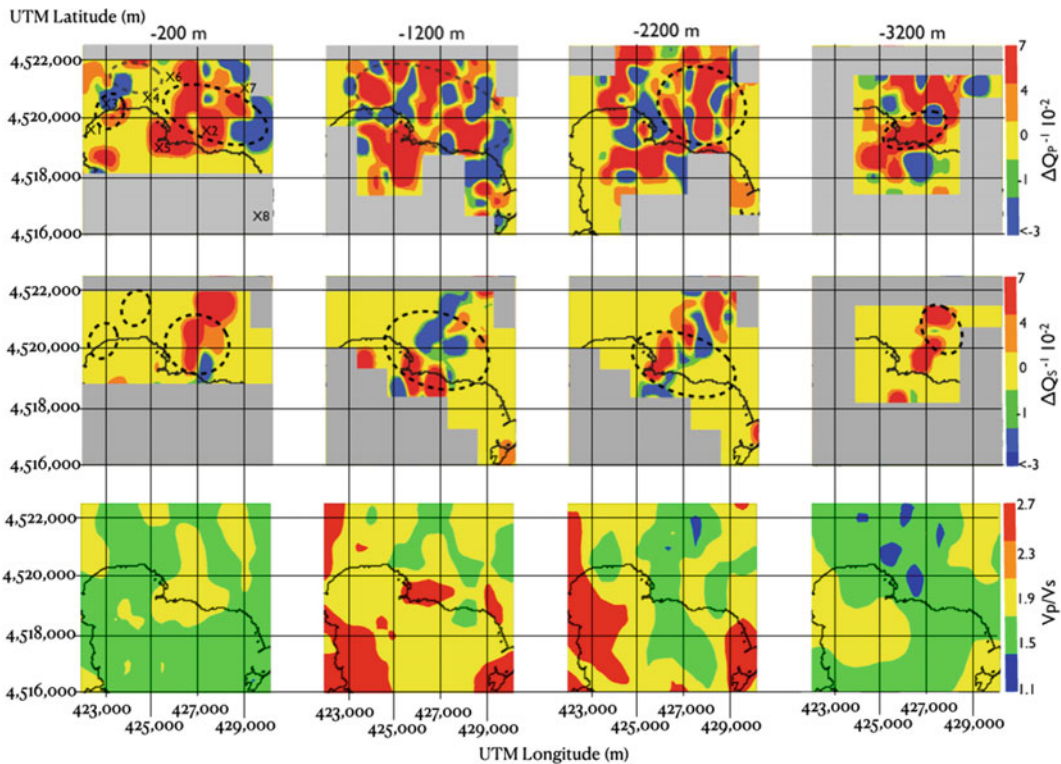 UTM Latitude (m)
-200 m -1200 m -2200 m -3200 m
4,522,000
4,520,000
4,518,000
4,516,000
X6
X7
X3
X4
X1
X2
X5
X8
7
4
0
-1
<-3
ΔQp⁻¹ 10⁻²
4,522,000
4,520,000
4,518,000
4,516,000
7
4
0
-1
<-3
ΔQs⁻¹ 10⁻²
4,522,000
4,520,000
4,518,000
4,516,000
2.7
2.3
1.9
1.5
1.1
Vp/Vs
423,000 427,000 425,000 429,000 423,000 427,000 423,000 427,000
425,000 429,000 423,000 427,000 425,000 429,000 425,000 429,000
UTM Longitude (m)